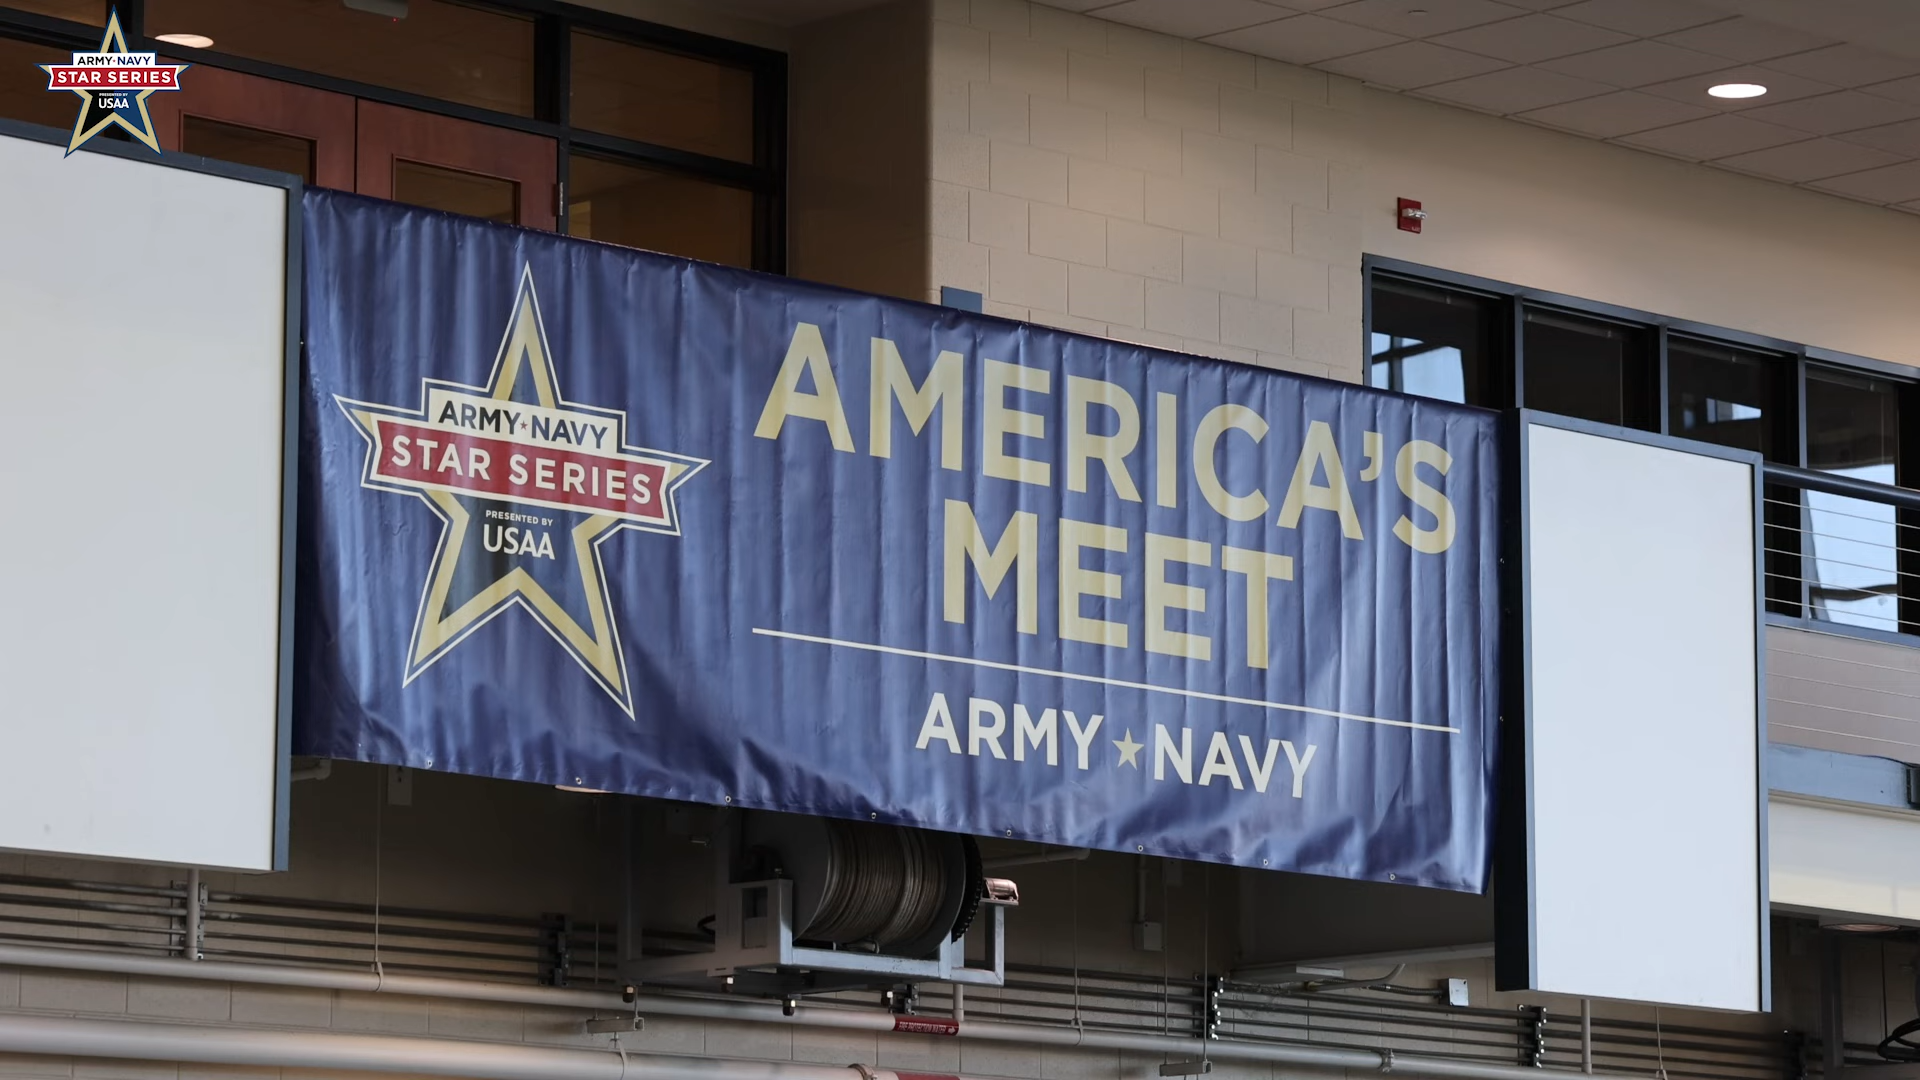 ARMY★NAVY
STAR SERIES
PRESENTED BY
USAA
ARMY★NAVY
STAR SERIES
PRESENTED BY
USAA
AMERICA'S
MEET
ARMY★NAVY